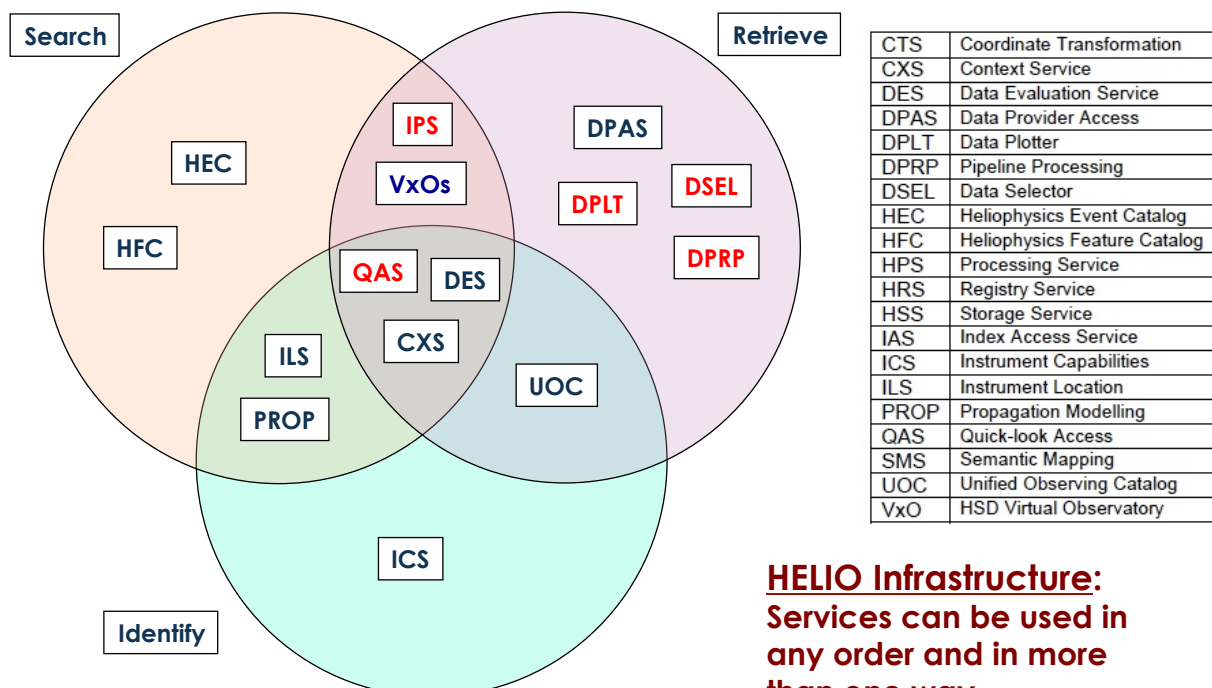 Search
Retrieve
IPS
DPAS
HEC
VxOs
DSEL
DPLT
HFC
DPRP
QAS
DES
CXS
ILS
UOC
PROP
ICS
Identify
CTS Coordinate Transformation
CXS Context Service
DES Data Evaluation Service
DPAS Data Provider Access
DPLT Data Plotter
DPRP Pipeline Processing
DSEL Data Selector
HEC Heliophysics Event Catalog
HFC Heliophysics Feature Catalog
HPS Processing Service
HRS Registry Service
HSS Storage Service
IAS Index Access Service
ICS Instrument Capabilities
ILS Instrument Location
PROP Propagation Modelling
QAS Quick-look Access
SMS Semantic Mapping
UOC Unified Observing Catalog
VxO HSD Virtual Observatory
HELIO Infrastructure:
Services can be used in
any order and in more
than one way